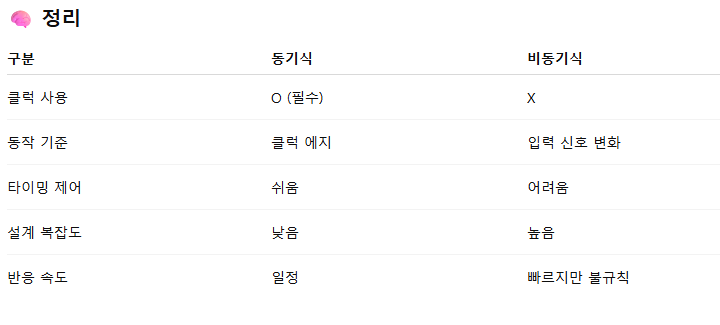 🧠 정리
구분 동기식 비동기식
클럭 사용 O (필수) X
동작 기준 클럭 에지 입력 신호 변화
타이밍 제어 쉬움 어려움
설계 복잡도 낮음 높음
반응 속도 일정 빠르지만 불규칙